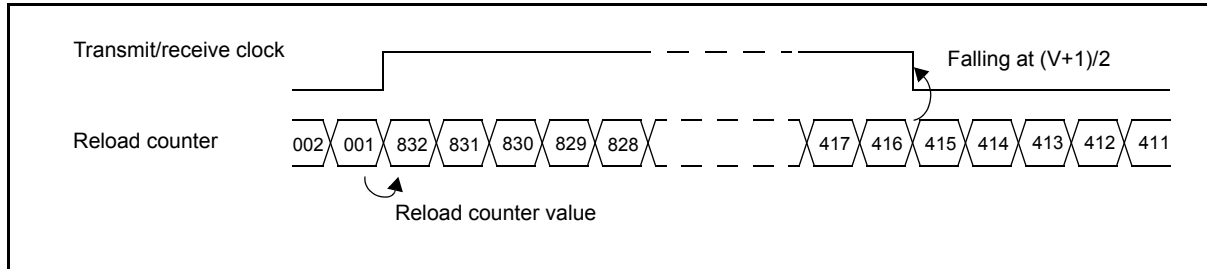 Transmit/receive clock
Falling at (V+1)/2
Reload counter 002 001 832 831 830 829 828 417 416 415 414 413 412 411
Reload counter value